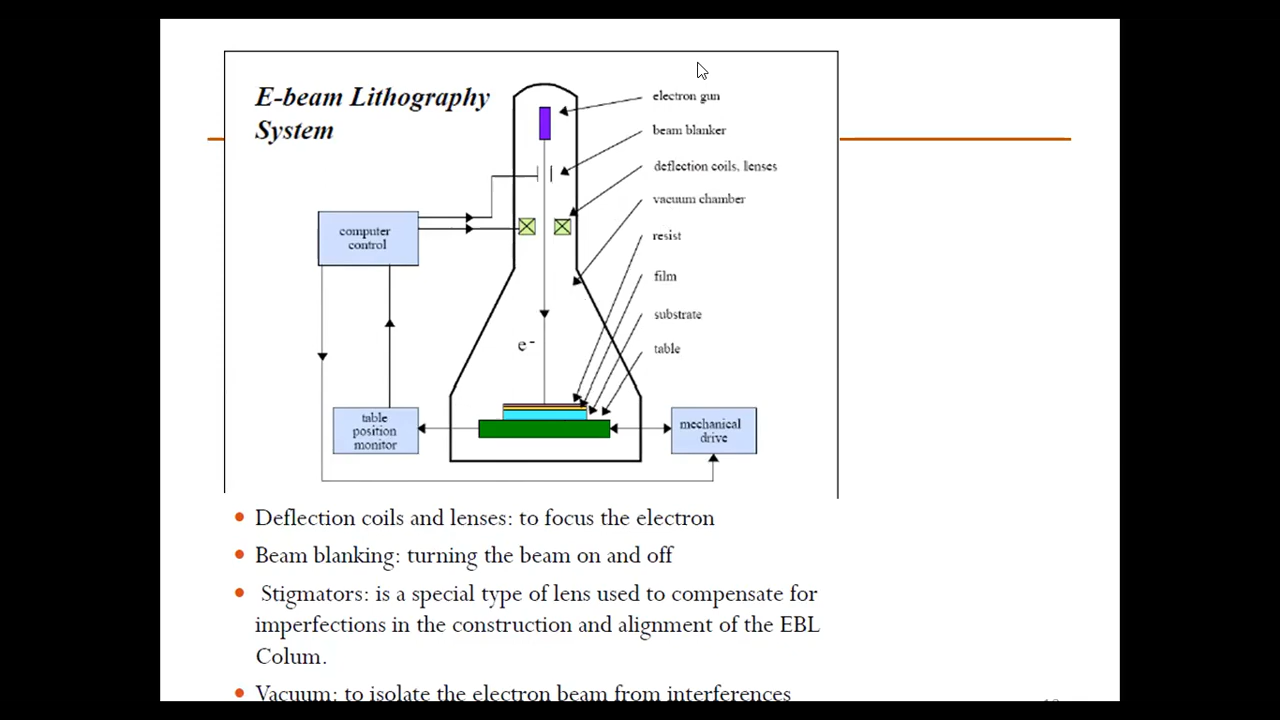 E-beam Lithography
System
electron gun
beam blanker
deflection coils, lenses
vacuum chamber
resist
film
substrate
table
computer
control
e-
table
position
monitor
mechanical
drive
• Deflection coils and lenses: to focus the electron
• Beam blanking: turning the beam on and off
• Stigmators: is a special type of lens used to compensate for
imperfections in the construction and alignment of the EBL
Colum.
• Vacuum: to isolate the electron beam from interferences